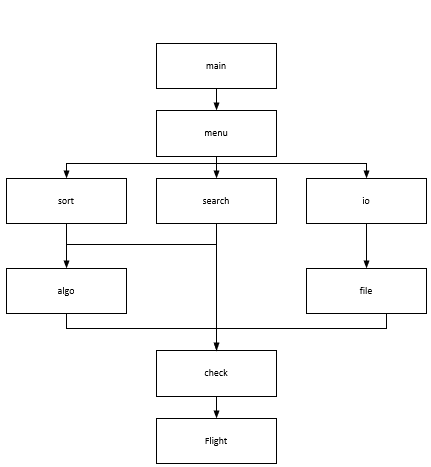 main
menu
sort
search
io
algo
file
check
Flight